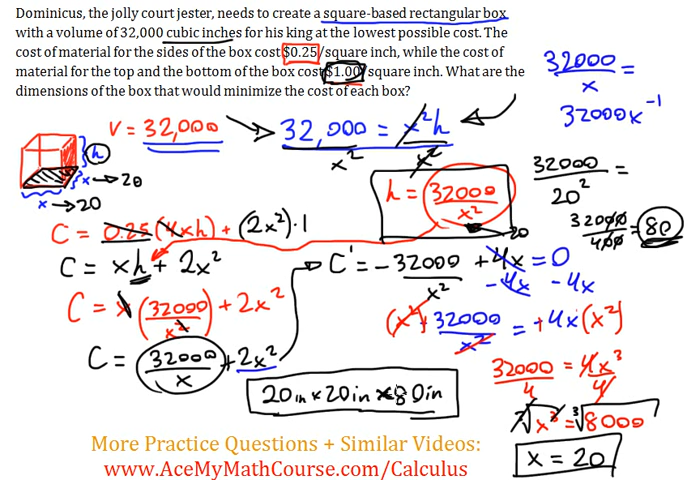 Dominicus, the jolly court jester, needs to create a square-based rectangular box
with a volume of 32,000 cubic inches for his king at the lowest possible cost. The
cost of material for the sides of the box cost $0.25/square inch, while the cost of
material for the top and the bottom of the box cost $1.00/square inch. What are the
dimensions of the box that would minimize the cost of each box?
32000/x =
32000x⁻¹
V = 32,000
32,000/x² = x²h/x²
h
x → 20
x → 20
h = 32000/x²
20
32000/20² =
32000/400 = 80
C = 0.25(4xh) + (2x²)·1
C = xh + 2x²
C = x(32000/x²) + 2x²
C = 32000/x + 2x²
C' = -32000/x² + 4x = 0
-4x -4x
(x²) + 32000/x² = +4x(x²)
32000/4 = 4x³/4
³√x³ = ³√8000
x = 20
20in x 20in x 80in
More Practice Questions + Similar Videos:
www.AceMyMathCourse.com/Calculus